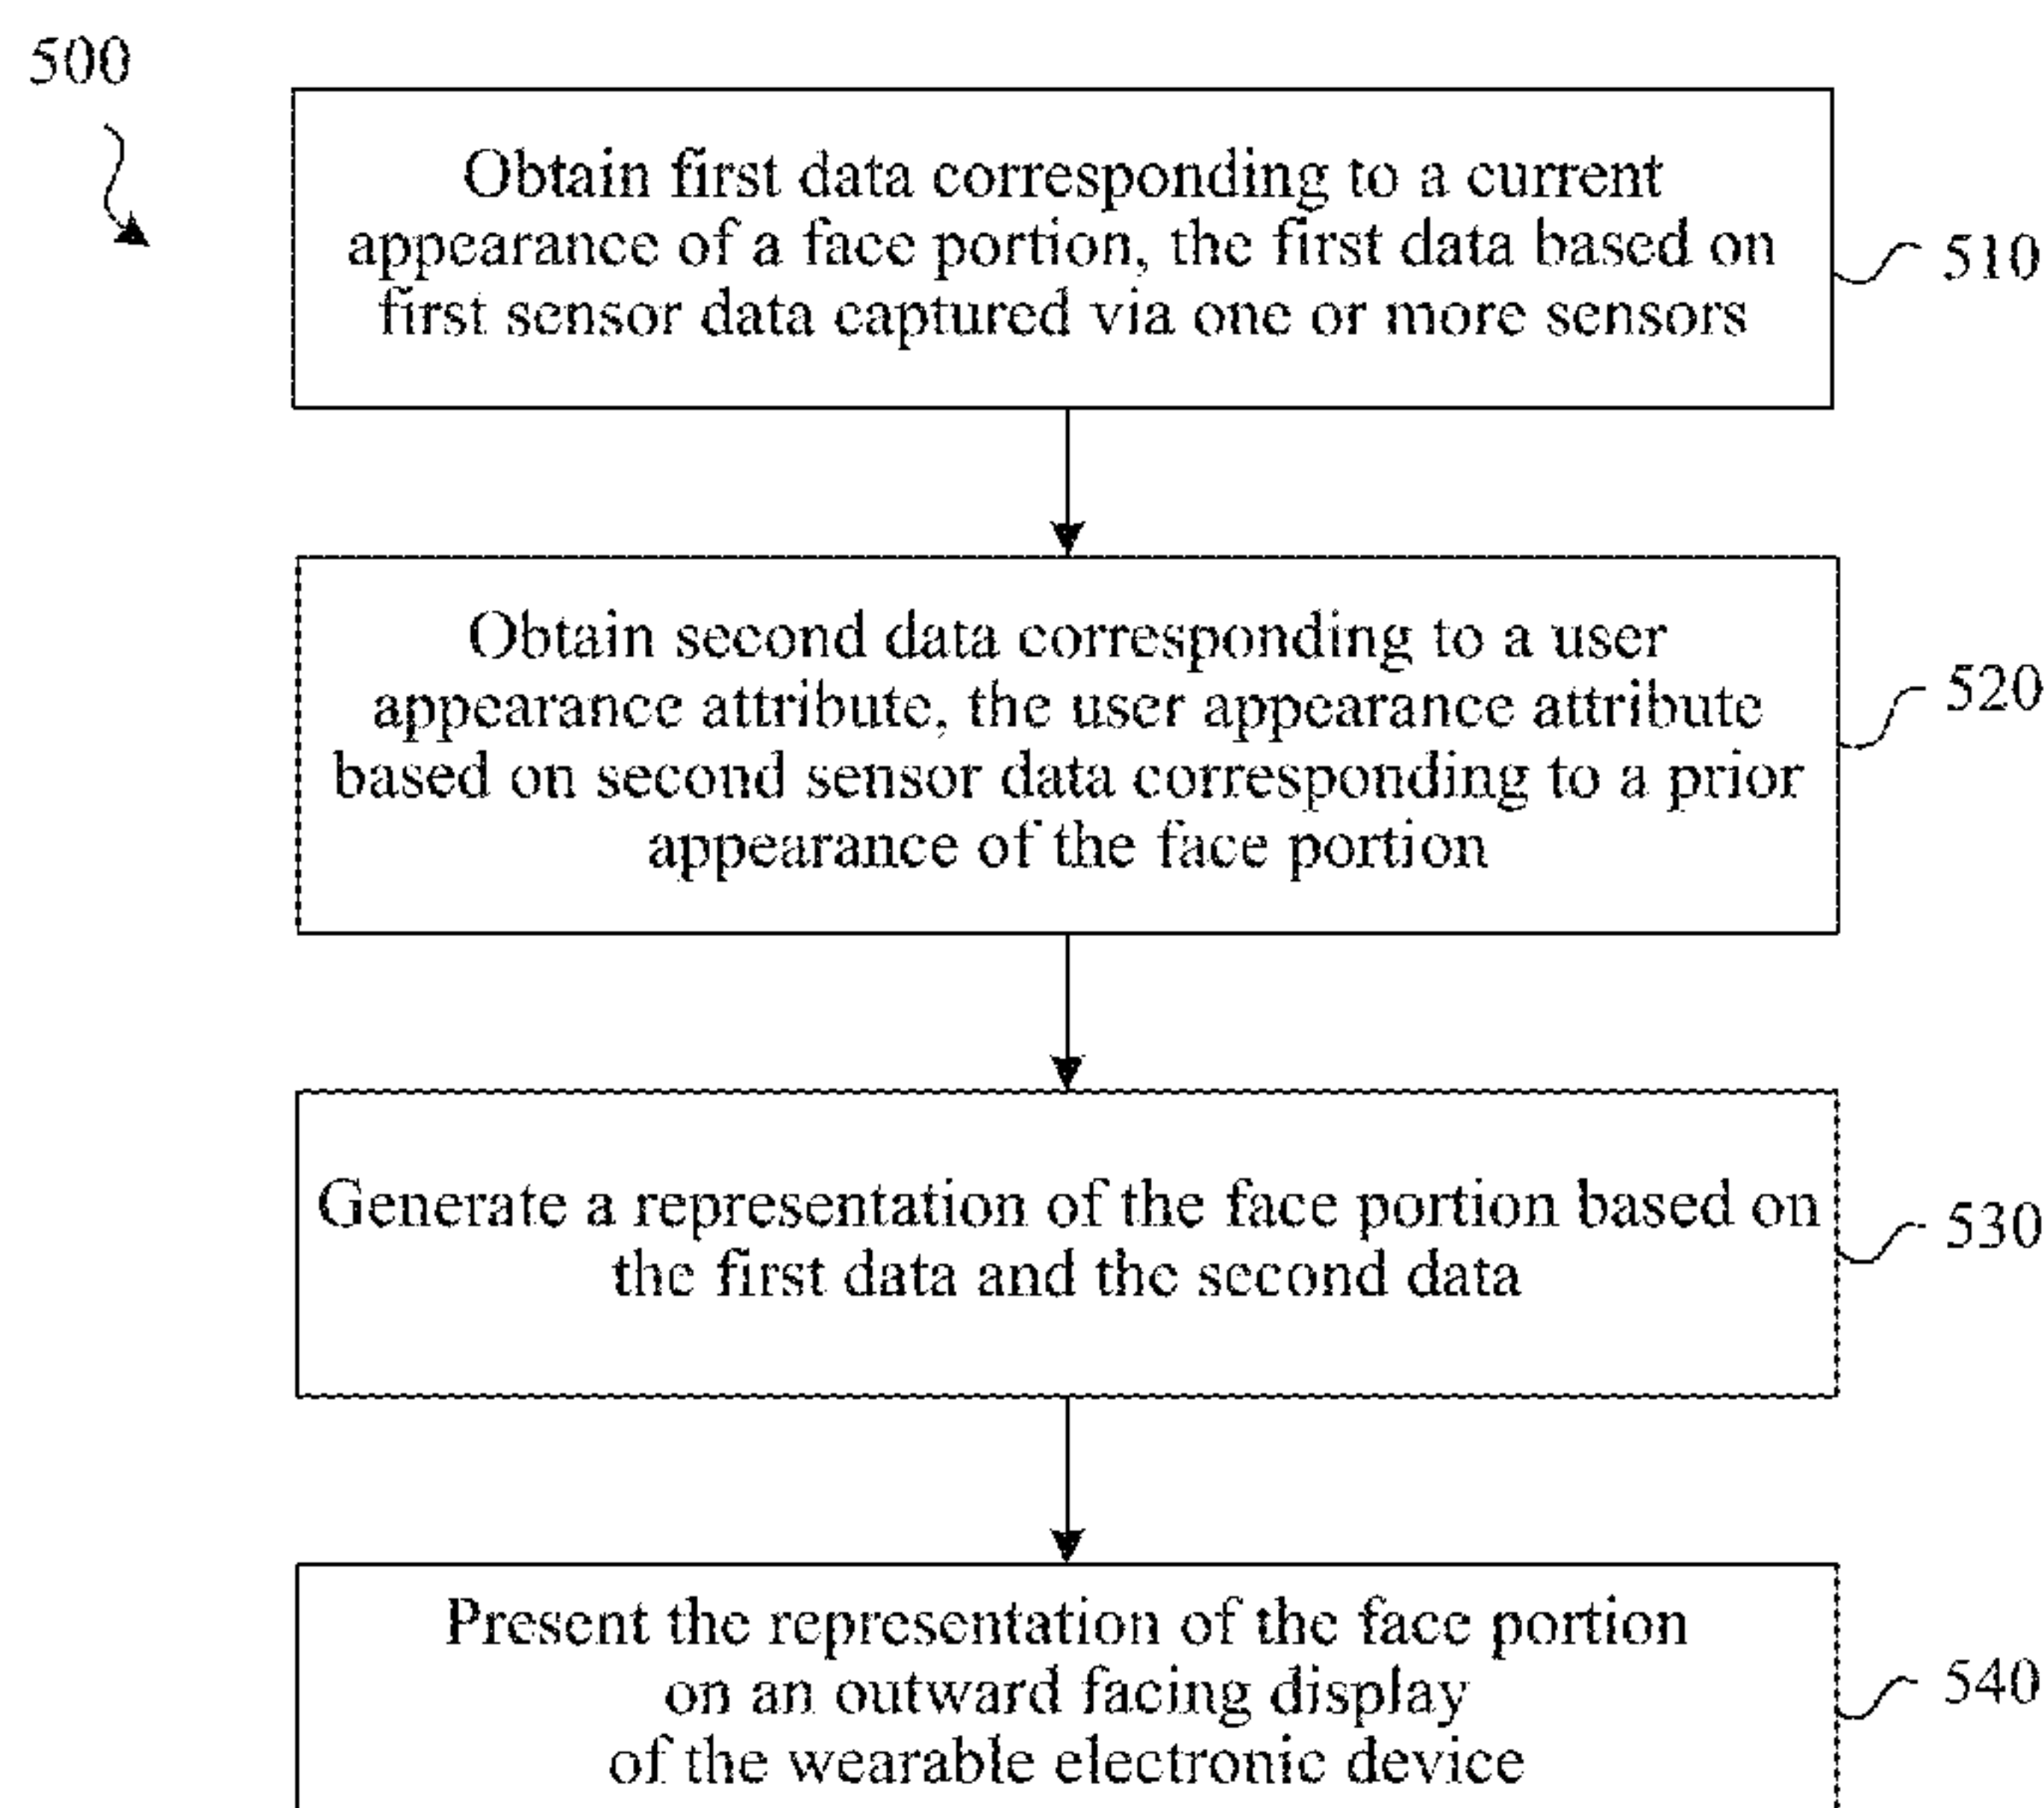 500
Obtain first data corresponding to a current
appearance of a face portion, the first data based on
first sensor data captured via one or more sensors
510
Obtain second data corresponding to a user
appearance attribute, the user appearance attribute
based on second sensor data corresponding to a prior
appearance of the face portion
520
Generate a representation of the face portion based on
the first data and the second data
530
Present the representation of the face portion
on an outward facing display
of the wearable electronic device
540